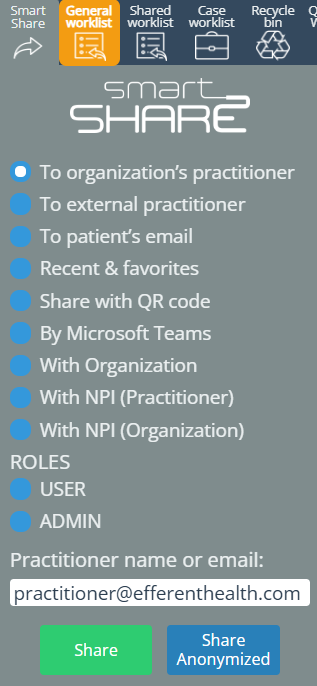 Smart
Share
General
worklist
Shared
worklist
Case
worklist
Recycle
bin
smart
SHARE2
To organization's practitioner
To external practitioner
To patient's email
Recent & favorites
Share with QR code
By Microsoft Teams
With Organization
With NPI (Practitioner)
With NPI (Organization)
ROLES
USER
ADMIN
Practitioner name or email:
practitioner@efferenthealth.com
Share
Share
Anonymized